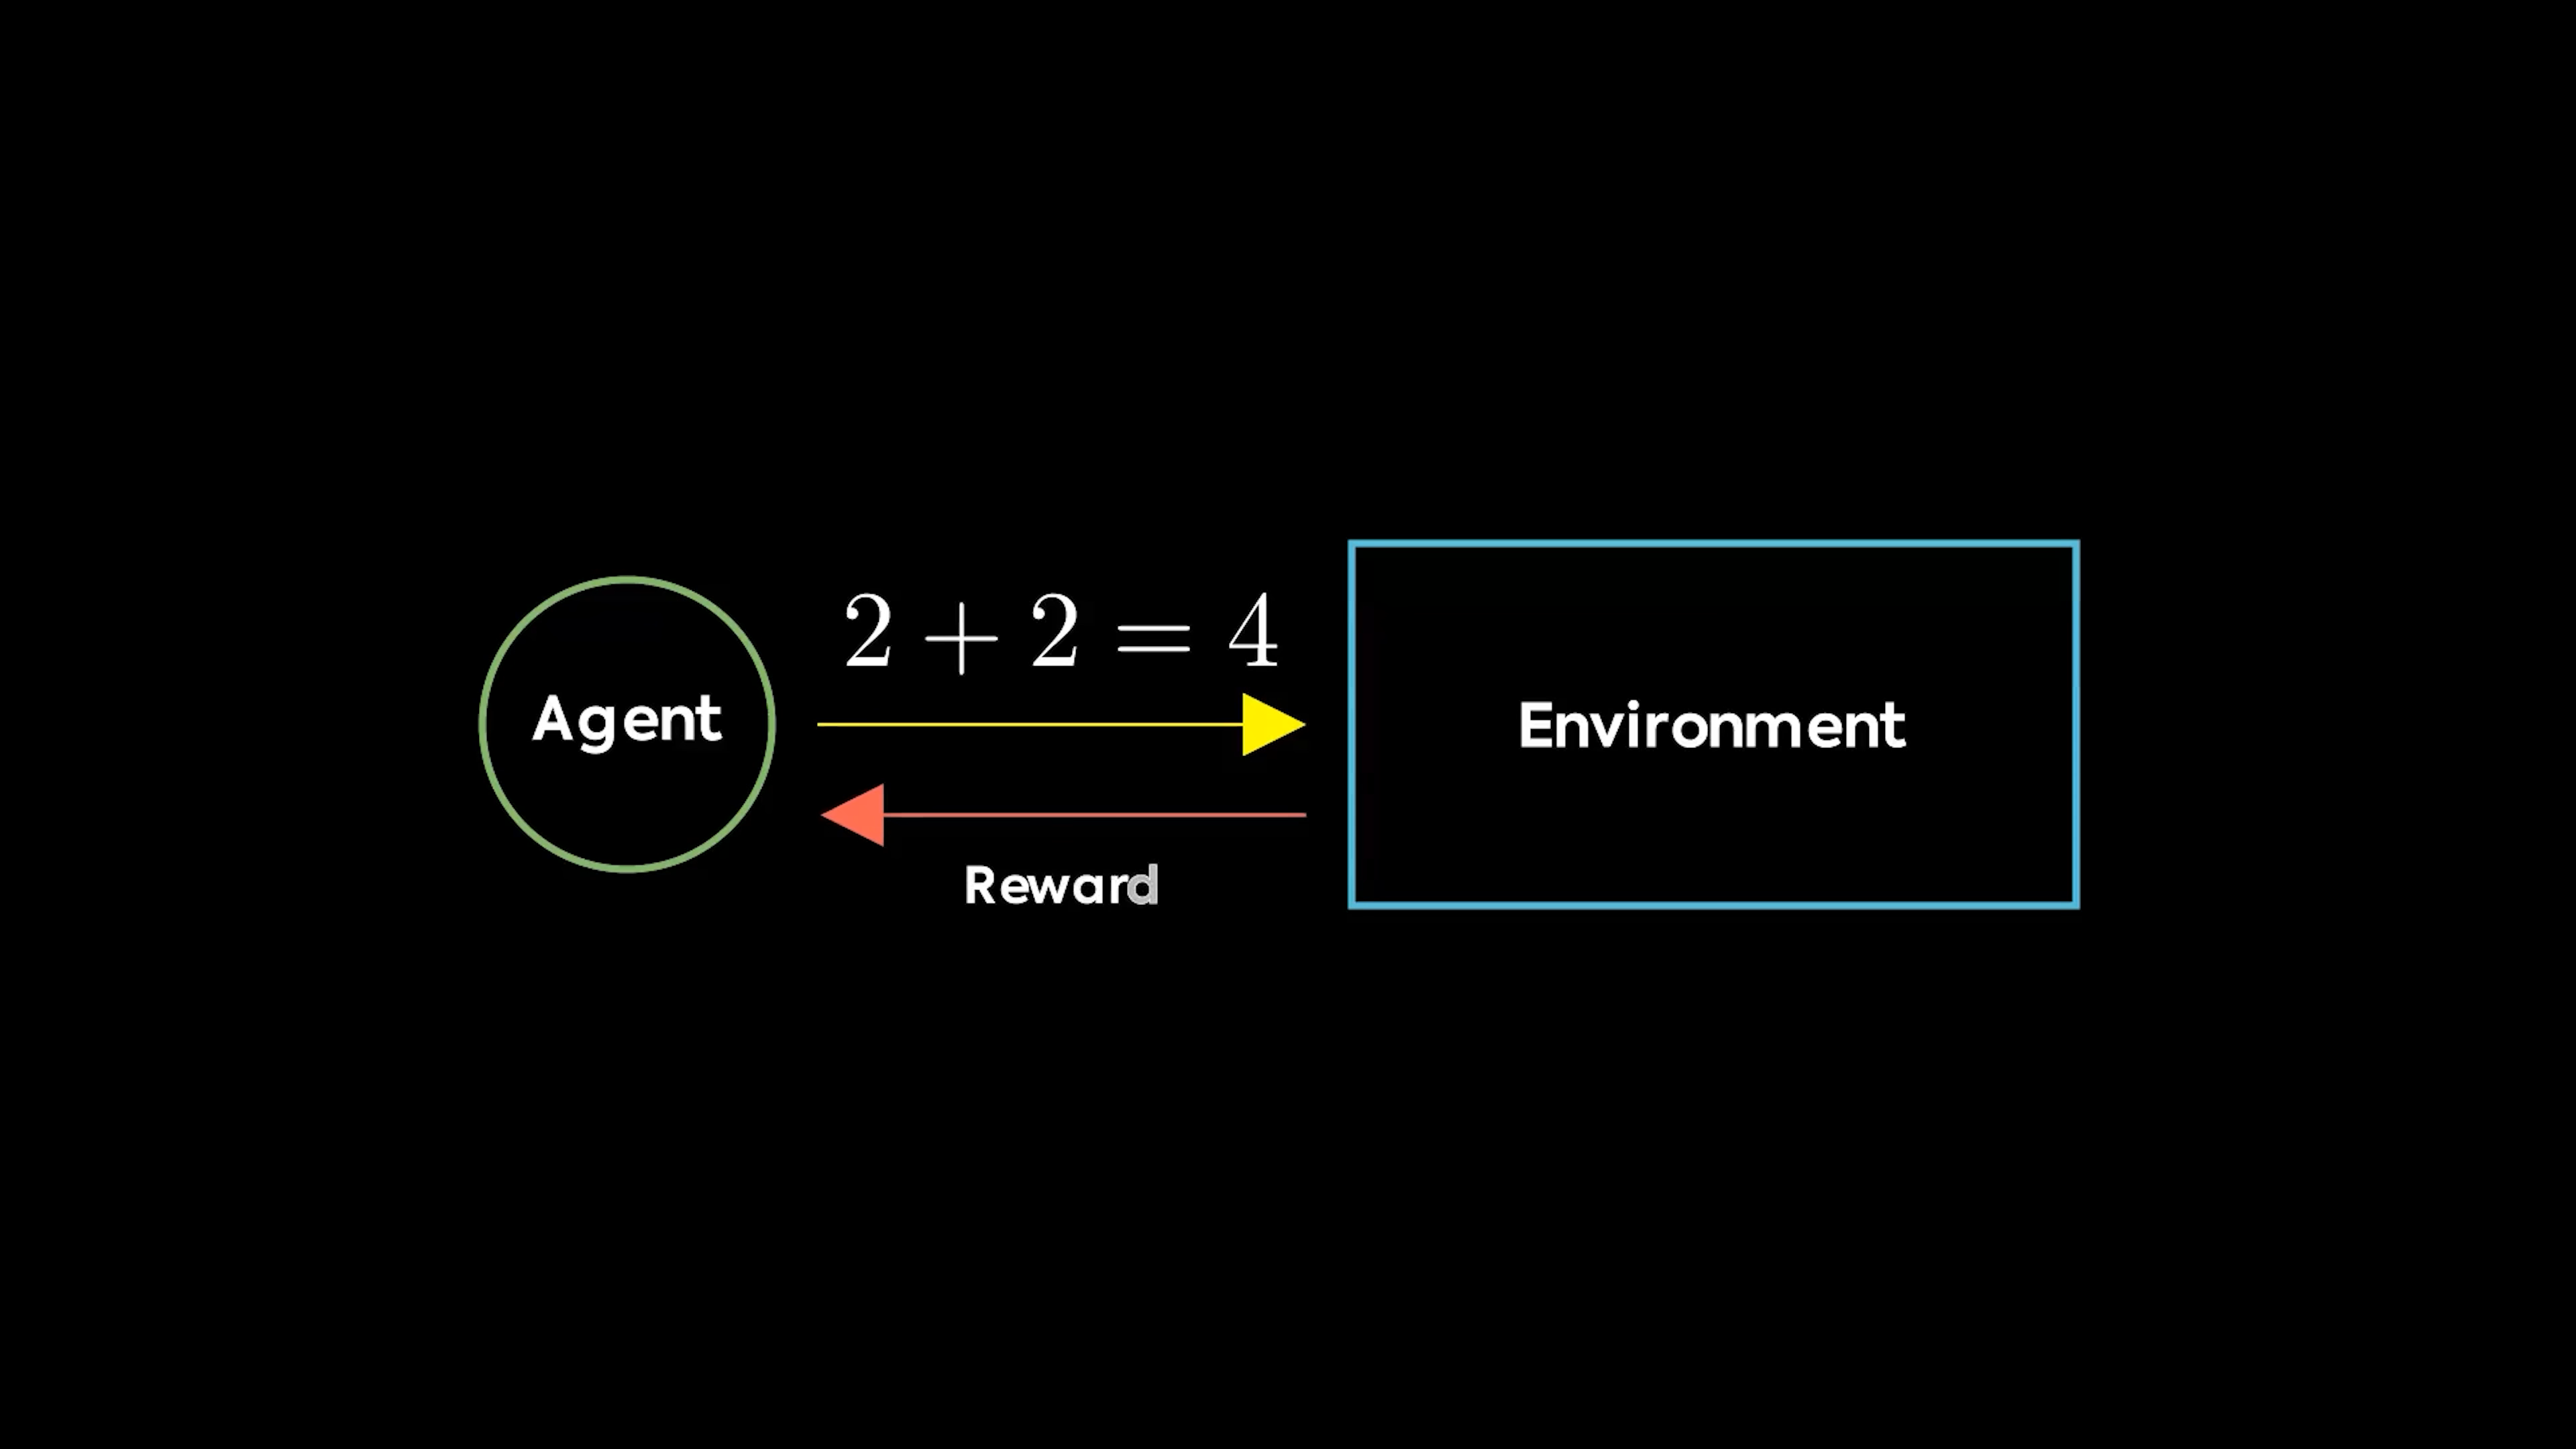 2 + 2 = 4
Agent
Environment
Reward